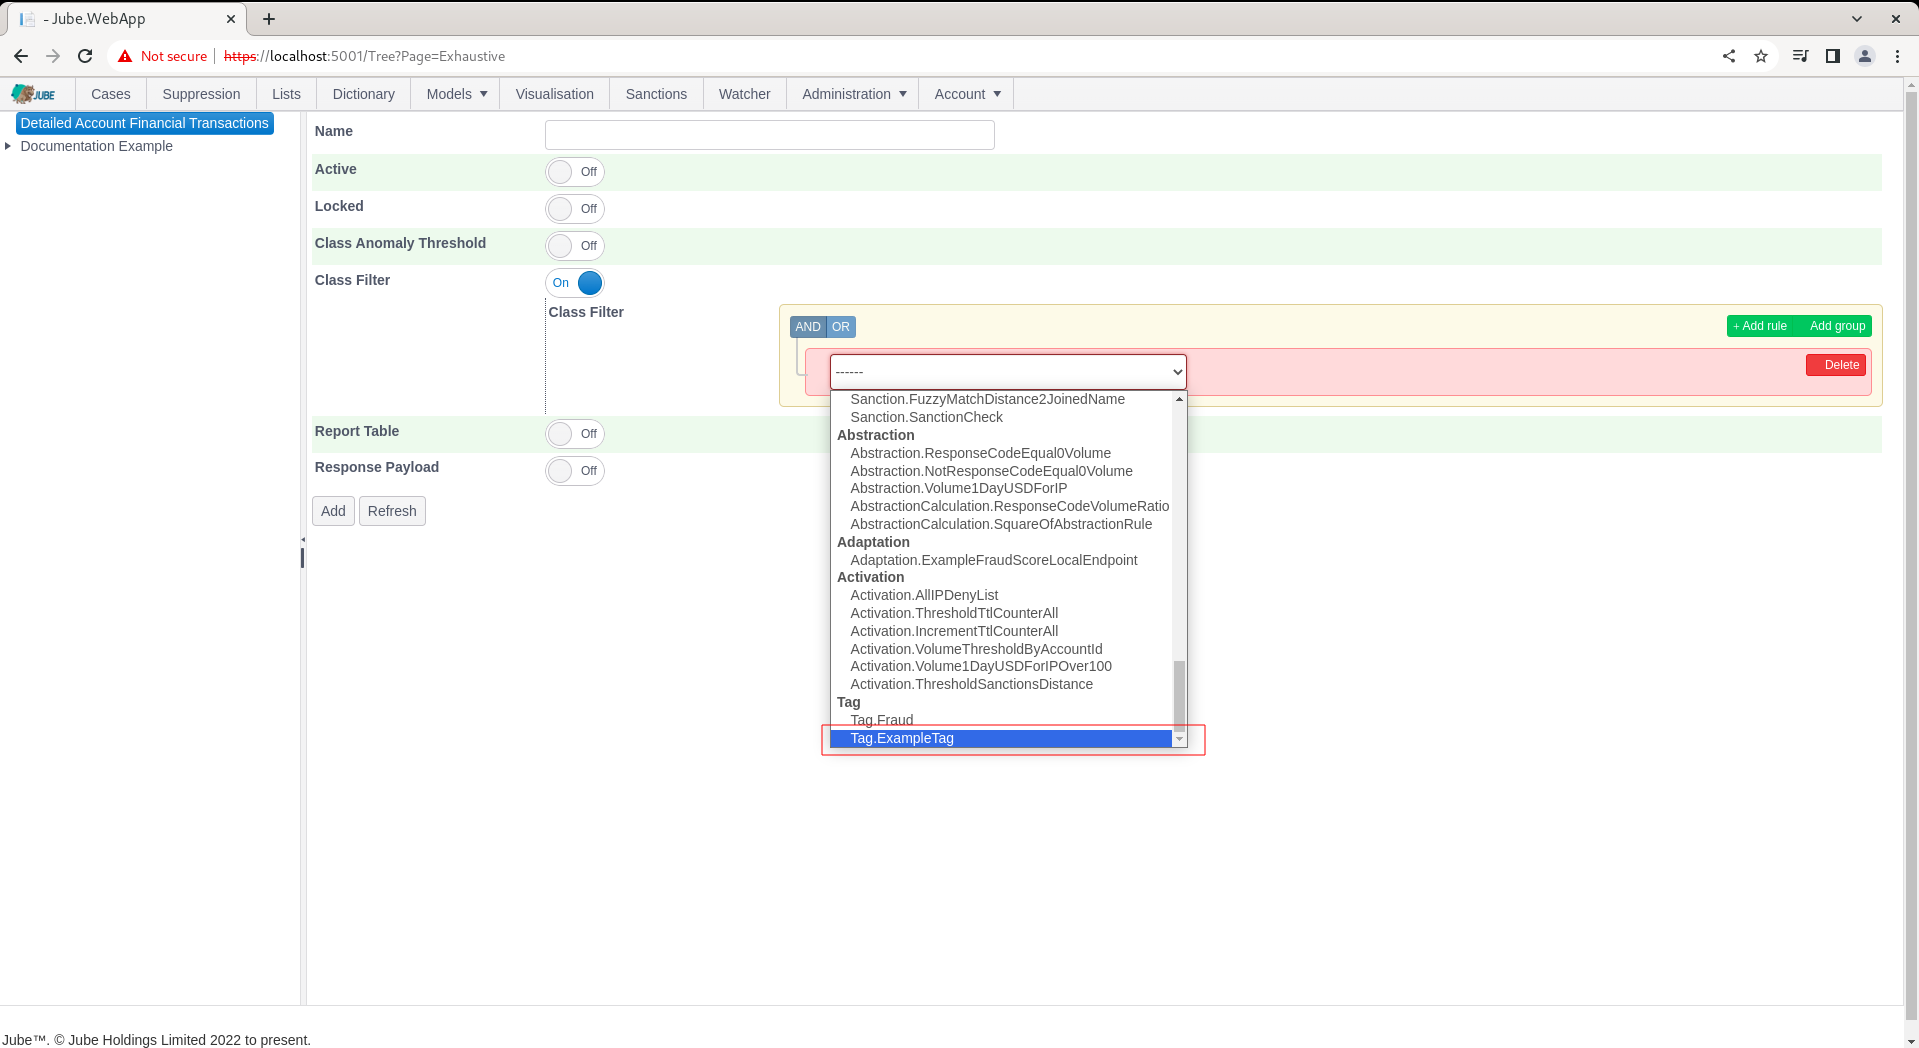 - Jube.WebApp
Not secure https://localhost:5001/Tree?Page=Exhaustive
JUBE Cases Suppression Lists Dictionary Models Visualisation Sanctions Watcher Administration Account
Detailed Account Financial Transactions
Documentation Example
Name
Active Off
Locked Off
Class Anomaly Threshold Off
Class Filter On
Class Filter
AND OR + Add rule Add group
------ Delete
Sanction.FuzzyMatchDistance2JoinedName
Sanction.SanctionCheck
Abstraction
Abstraction.ResponseCodeEqual0Volume
Abstraction.NotResponseCodeEqual0Volume
Abstraction.Volume1DayUSDForIP
AbstractionCalculation.ResponseCodeVolumeRatio
AbstractionCalculation.SquareOfAbstractionRule
Adaptation
Adaptation.ExampleFraudScoreLocalEndpoint
Activation
Activation.AllIPDenyList
Activation.ThresholdTtlCounterAll
Activation.IncrementTtlCounterAll
Activation.VolumeThresholdByAccountId
Activation.Volume1DayUSDForIPOver100
Activation.ThresholdSanctionsDistance
Tag
Tag.Fraud
Tag.ExampleTag
Report Table Off
Response Payload Off
Add Refresh
Jube™. © Jube Holdings Limited 2022 to present.